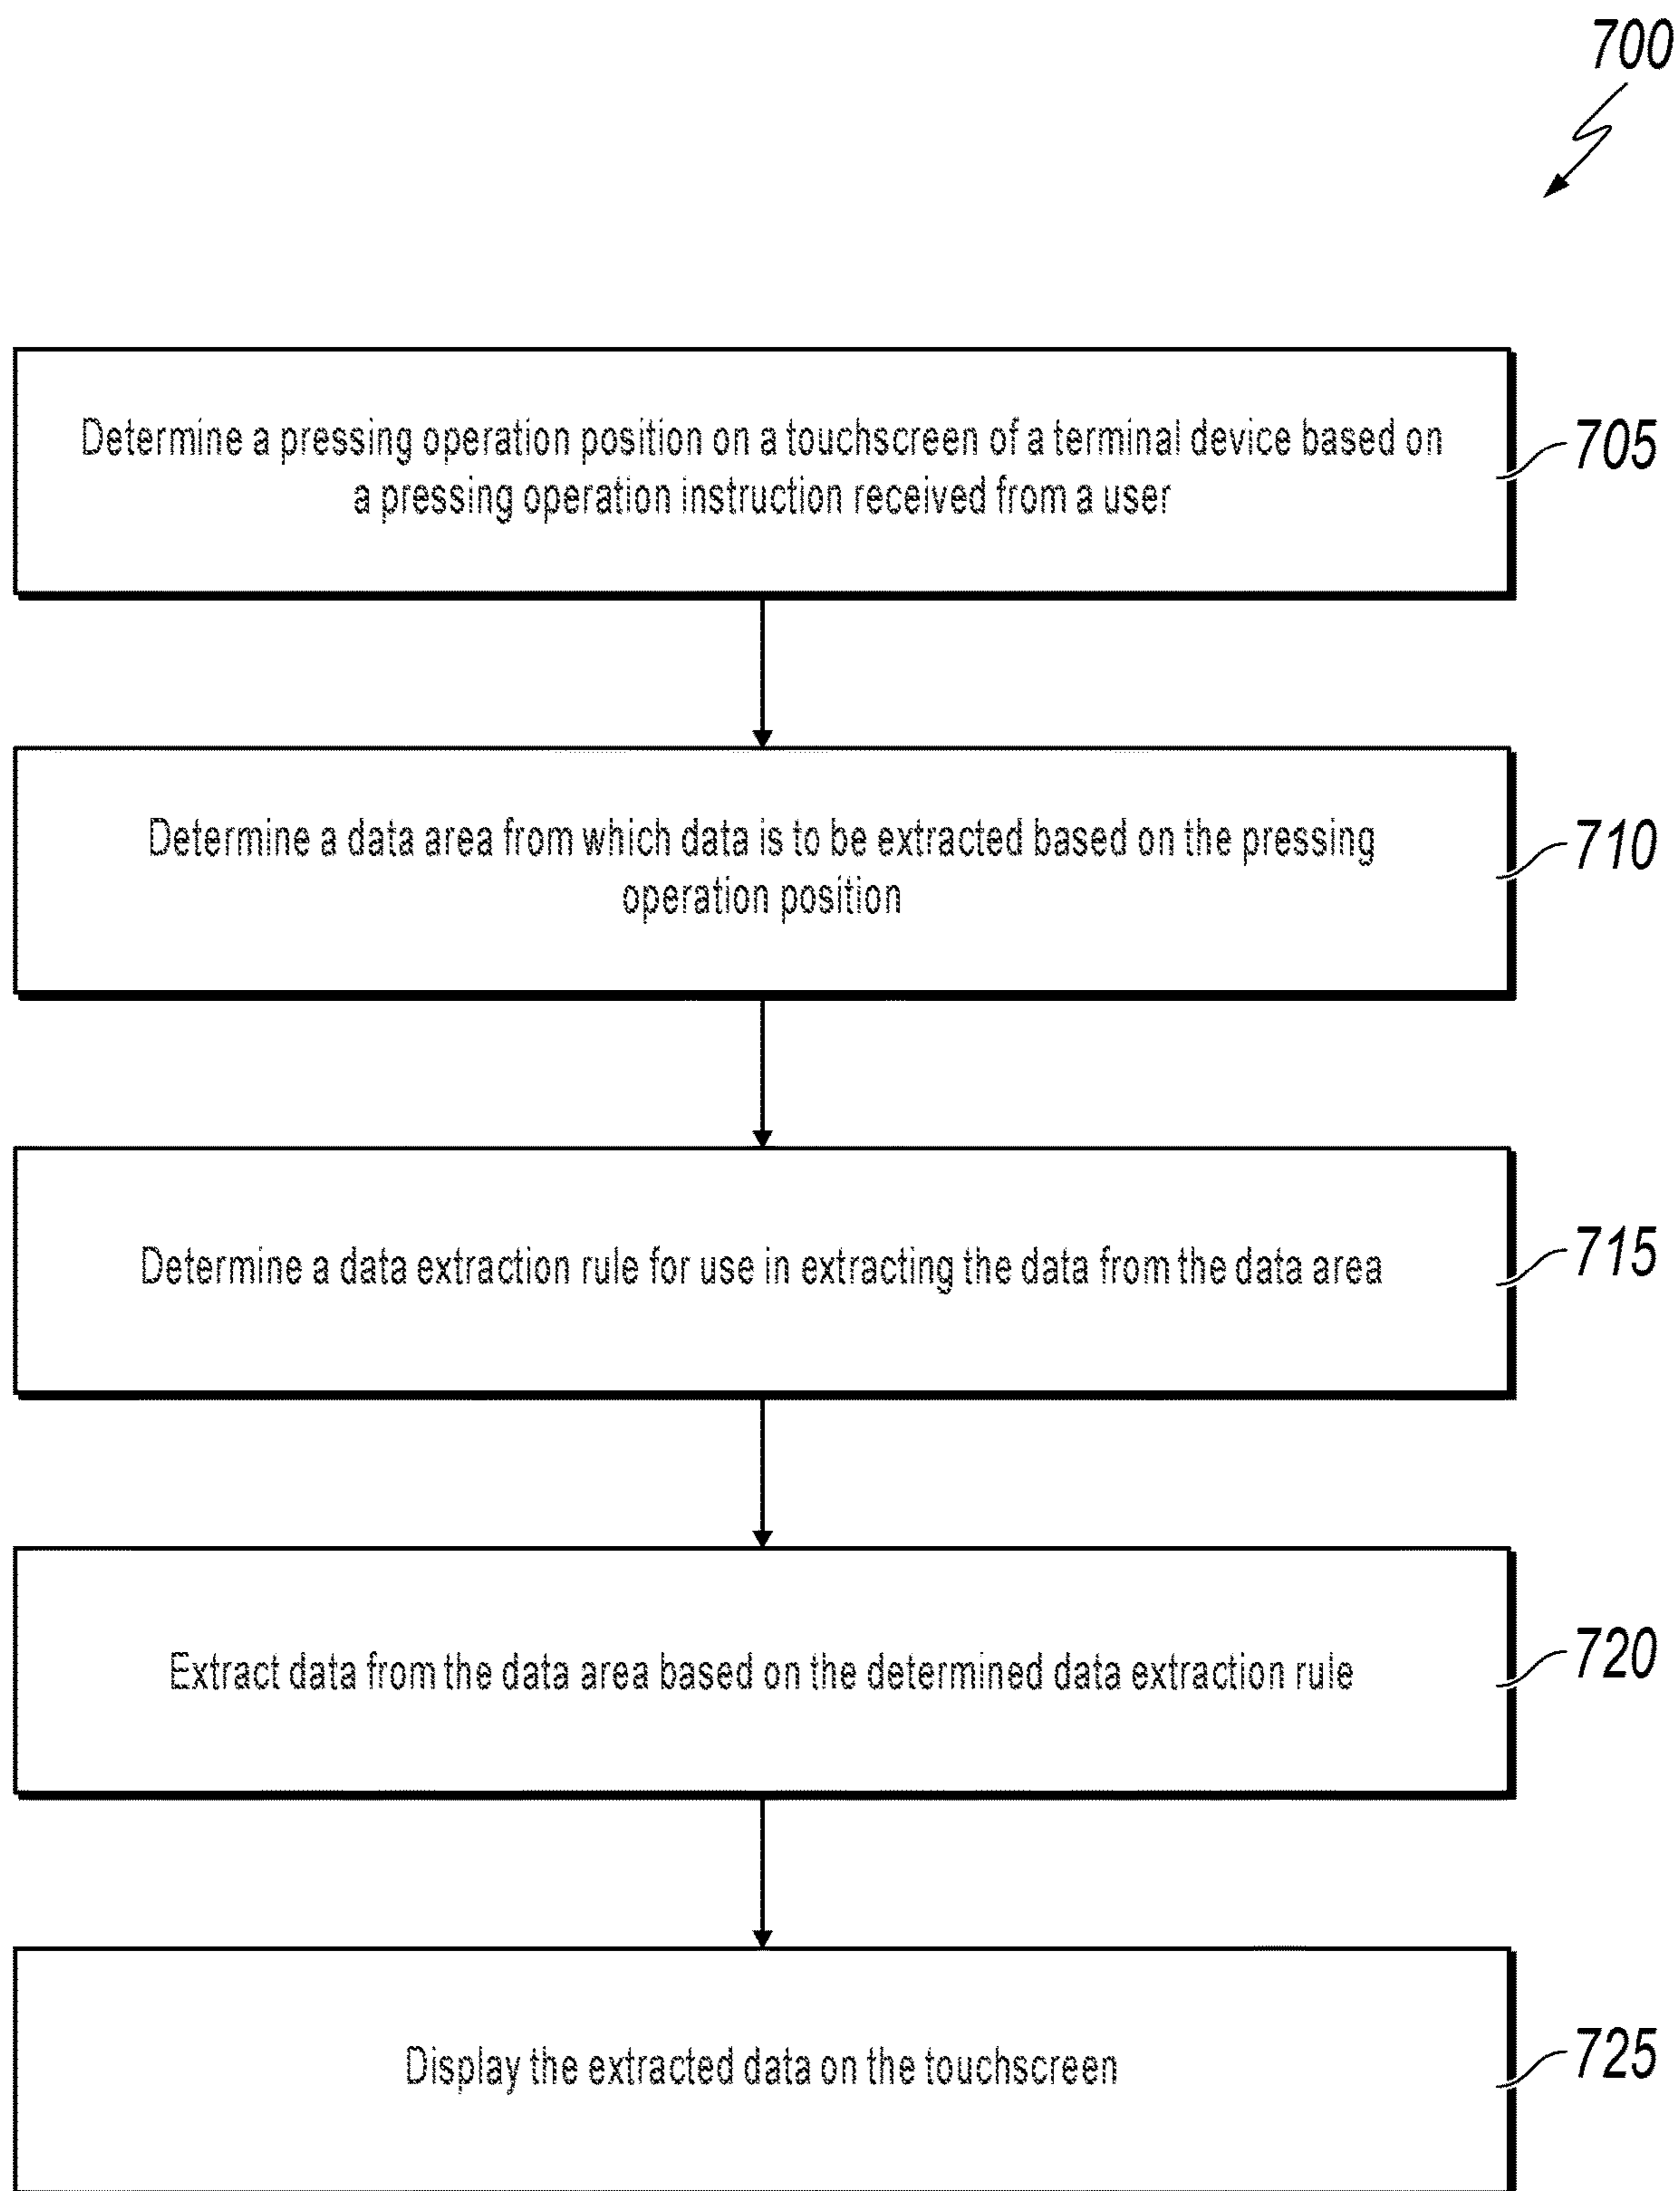 700
Determine a pressing operation position on a touchscreen of a terminal device based on
a pressing operation instruction received from a user
705
Determine a data area from which data is to be extracted based on the pressing
operation position
710
Determine a data extraction rule for use in extracting the data from the data area
715
Extract data from the data area based on the determined data extraction rule
720
Display the extracted data on the touchscreen
725